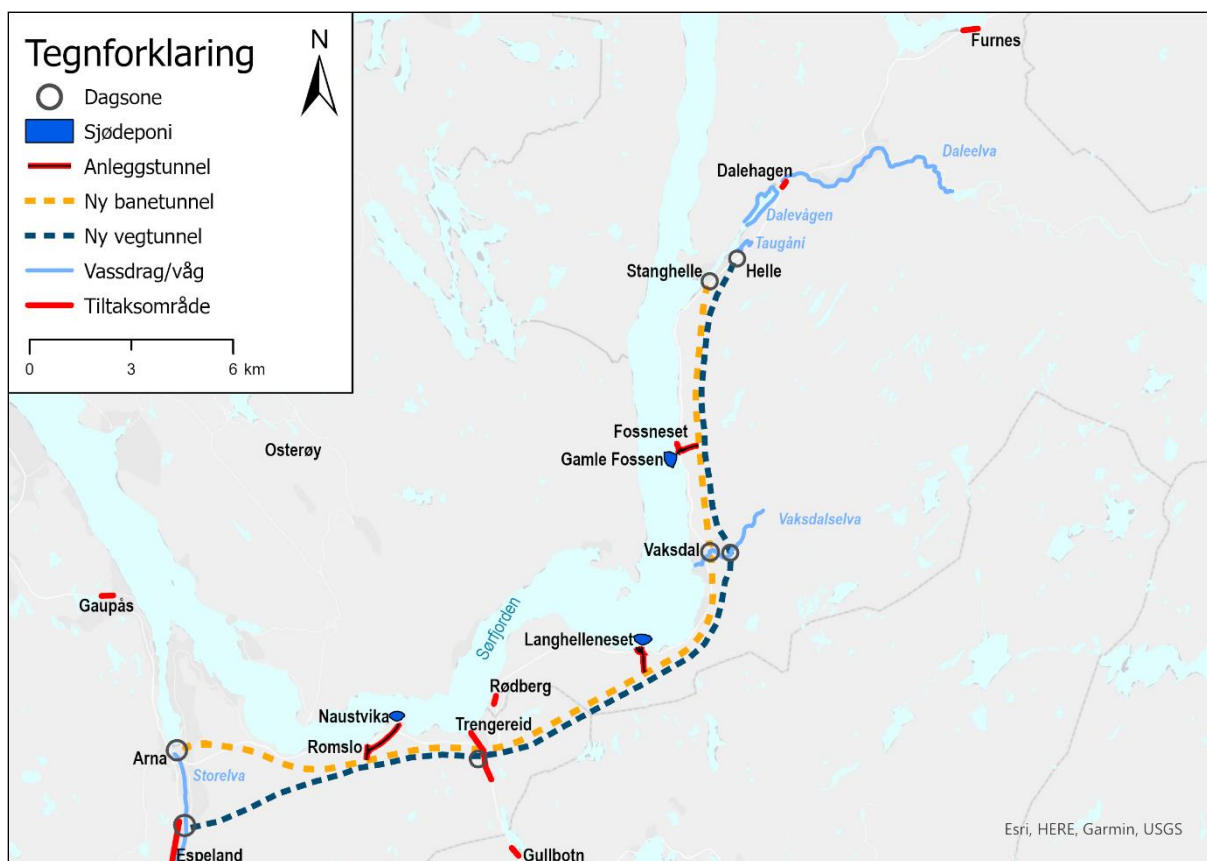 Tegnforklaring
N
Dagsone
Sjødeponi
Anleggstunnel
Ny banetunnel
Ny vegtunnel
Vassdrag/våg
Tiltaksområde
0 3 6 km
Furnes
Daleelva
Dalehagen
Dalevågen
Taugåni
Stanghelle
Helle
Fossneset
Gamle Fossen
Osterøy
Vaksdalselva
Vaksdal
Gaupås
Sørfjorden
Langhelleneset
Rødberg
Naustvika
Trengereid
Romslo
Arna
Storelva
Espeland
Gullbotn
Esri, HERE, Garmin, USGS